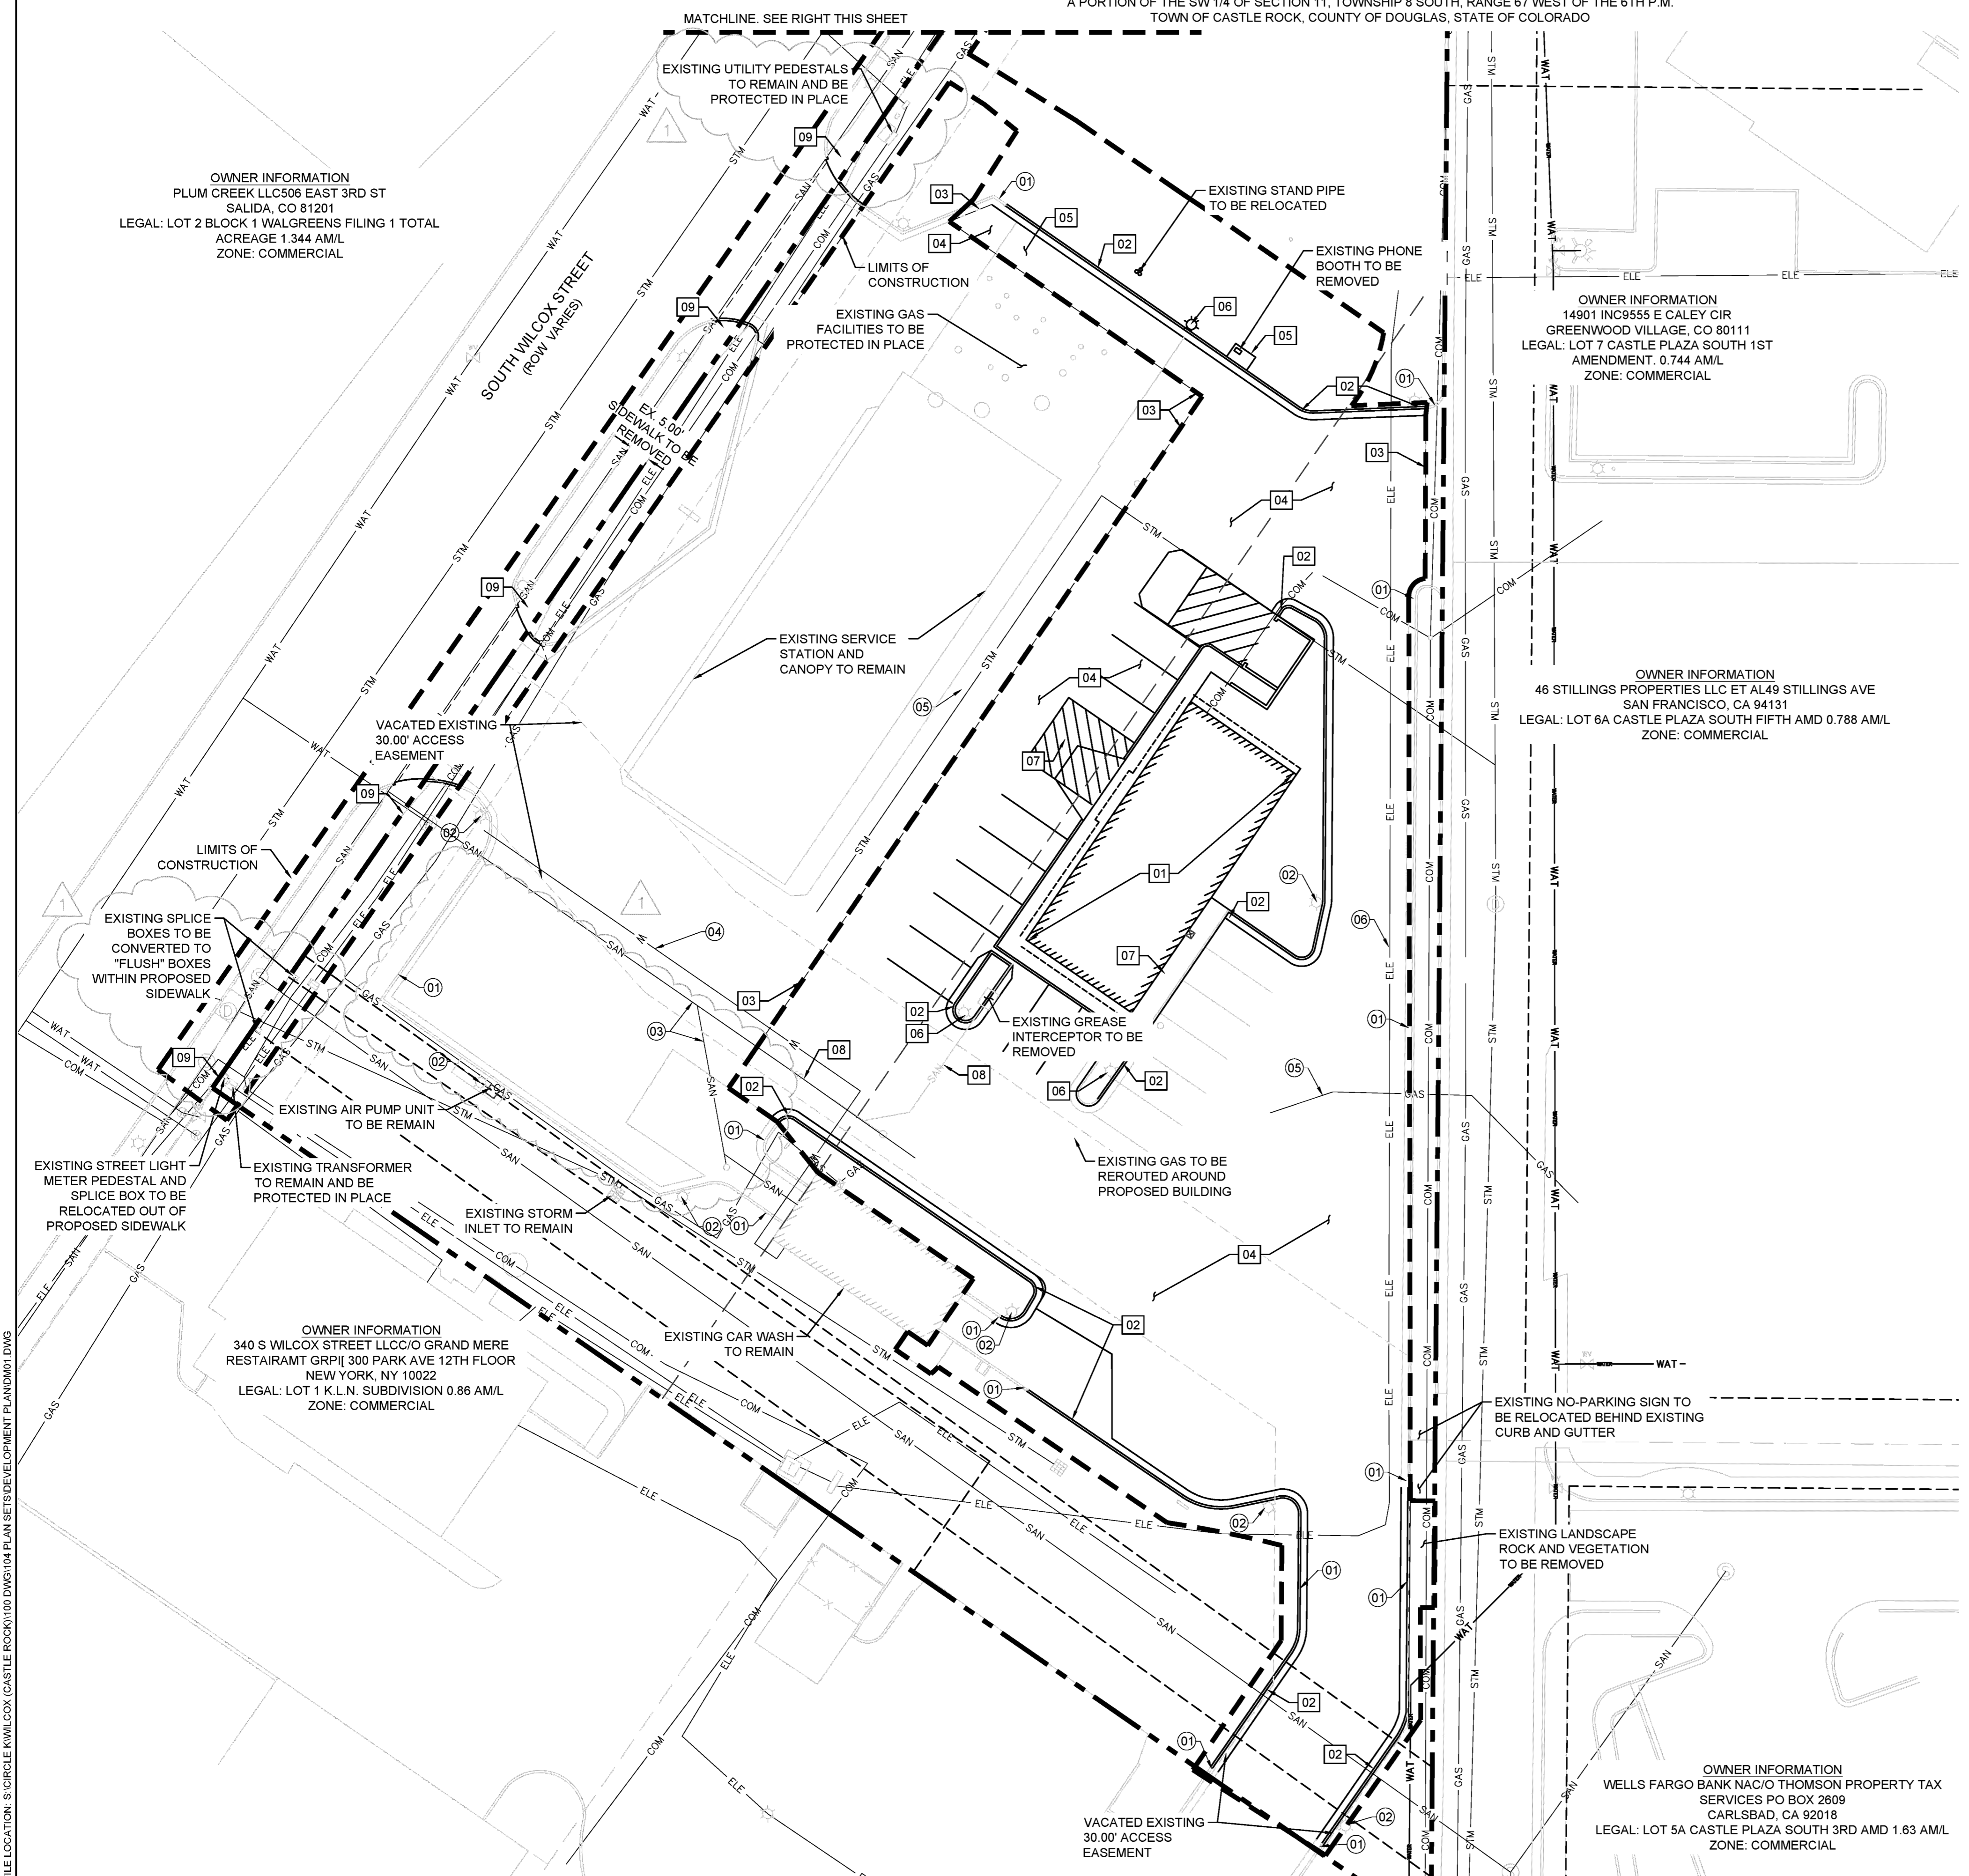 A PORTION OF THE SW 1/4 OF SECTION 11, TOWNSHIP 8 SOUTH, RANGE 67 WEST OF THE 6TH P.M.
TOWN OF CASTLE ROCK, COUNTY OF DOUGLAS, STATE OF COLORADO
MATCHLINE. SEE RIGHT THIS SHEET
EXISTING UTILITY PEDESTALS
TO REMAIN AND BE
PROTECTED IN PLACE
OWNER INFORMATION
PLUM CREEK LLC506 EAST 3RD ST
SALIDA, CO 81201
LEGAL: LOT 2 BLOCK 1 WALGREENS FILING 1 TOTAL
ACREAGE 1.344 AM/L
ZONE: COMMERCIAL
SOUTH WILCOX STREET
(ROW VARIES)
LIMITS OF
CONSTRUCTION
EXISTING GAS
FACILITIES TO BE
PROTECTED IN PLACE
EXISTING STAND PIPE
TO BE RELOCATED
EXISTING PHONE
BOOTH TO BE
REMOVED
OWNER INFORMATION
14901 INC9555 E CALEY CIR
GREENWOOD VILLAGE, CO 80111
LEGAL: LOT 7 CASTLE PLAZA SOUTH 1ST
AMENDMENT. 0.744 AM/L
ZONE: COMMERCIAL
EX. 5.00'
SIDEWALK TO BE
REMOVED
EXISTING SERVICE
STATION AND
CANOPY TO REMAIN
OWNER INFORMATION
46 STILLINGS PROPERTIES LLC ET AL49 STILLINGS AVE
SAN FRANCISCO, CA 94131
LEGAL: LOT 6A CASTLE PLAZA SOUTH FIFTH AMD 0.788 AM/L
ZONE: COMMERCIAL
VACATED EXISTING
30.00' ACCESS
EASEMENT
LIMITS OF
CONSTRUCTION
EXISTING SPLICE
BOXES TO BE
CONVERTED TO
"FLUSH" BOXES
WITHIN PROPOSED
SIDEWALK
EXISTING GREASE
INTERCEPTOR TO BE
REMOVED
EXISTING AIR PUMP UNIT
TO BE REMAIN
EXISTING STREET LIGHT
METER PEDESTAL AND
SPLICE BOX TO BE
RELOCATED OUT OF
PROPOSED SIDEWALK
EXISTING TRANSFORMER
TO REMAIN AND BE
PROTECTED IN PLACE
EXISTING STORM
INLET TO REMAIN
EXISTING GAS TO BE
REROUTED AROUND
PROPOSED BUILDING
OWNER INFORMATION
340 S WILCOX STREET LLCC/O GRAND MERE
RESTAIRAMT GRPI[ 300 PARK AVE 12TH FLOOR
NEW YORK, NY 10022
LEGAL: LOT 1 K.L.N. SUBDIVISION 0.86 AM/L
ZONE: COMMERCIAL
EXISTING CAR WASH
TO REMAIN
EXISTING NO-PARKING SIGN TO
BE RELOCATED BEHIND EXISTING
CURB AND GUTTER
EXISTING LANDSCAPE
ROCK AND VEGETATION
TO BE REMOVED
VACATED EXISTING
30.00' ACCESS
EASEMENT
OWNER INFORMATION
WELLS FARGO BANK NAC/O THOMSON PROPERTY TAX
SERVICES PO BOX 2609
CARLSBAD, CA 92018
LEGAL: LOT 5A CASTLE PLAZA SOUTH 3RD AMD 1.63 AM/L
ZONE: COMMERCIAL
ILE LOCATION: S:\CIRCLE K\WILCOX (CASTLE ROCK)\100 DWG\104 PLAN SETS\DEVELOPMENT PLAN\DM01.DWG